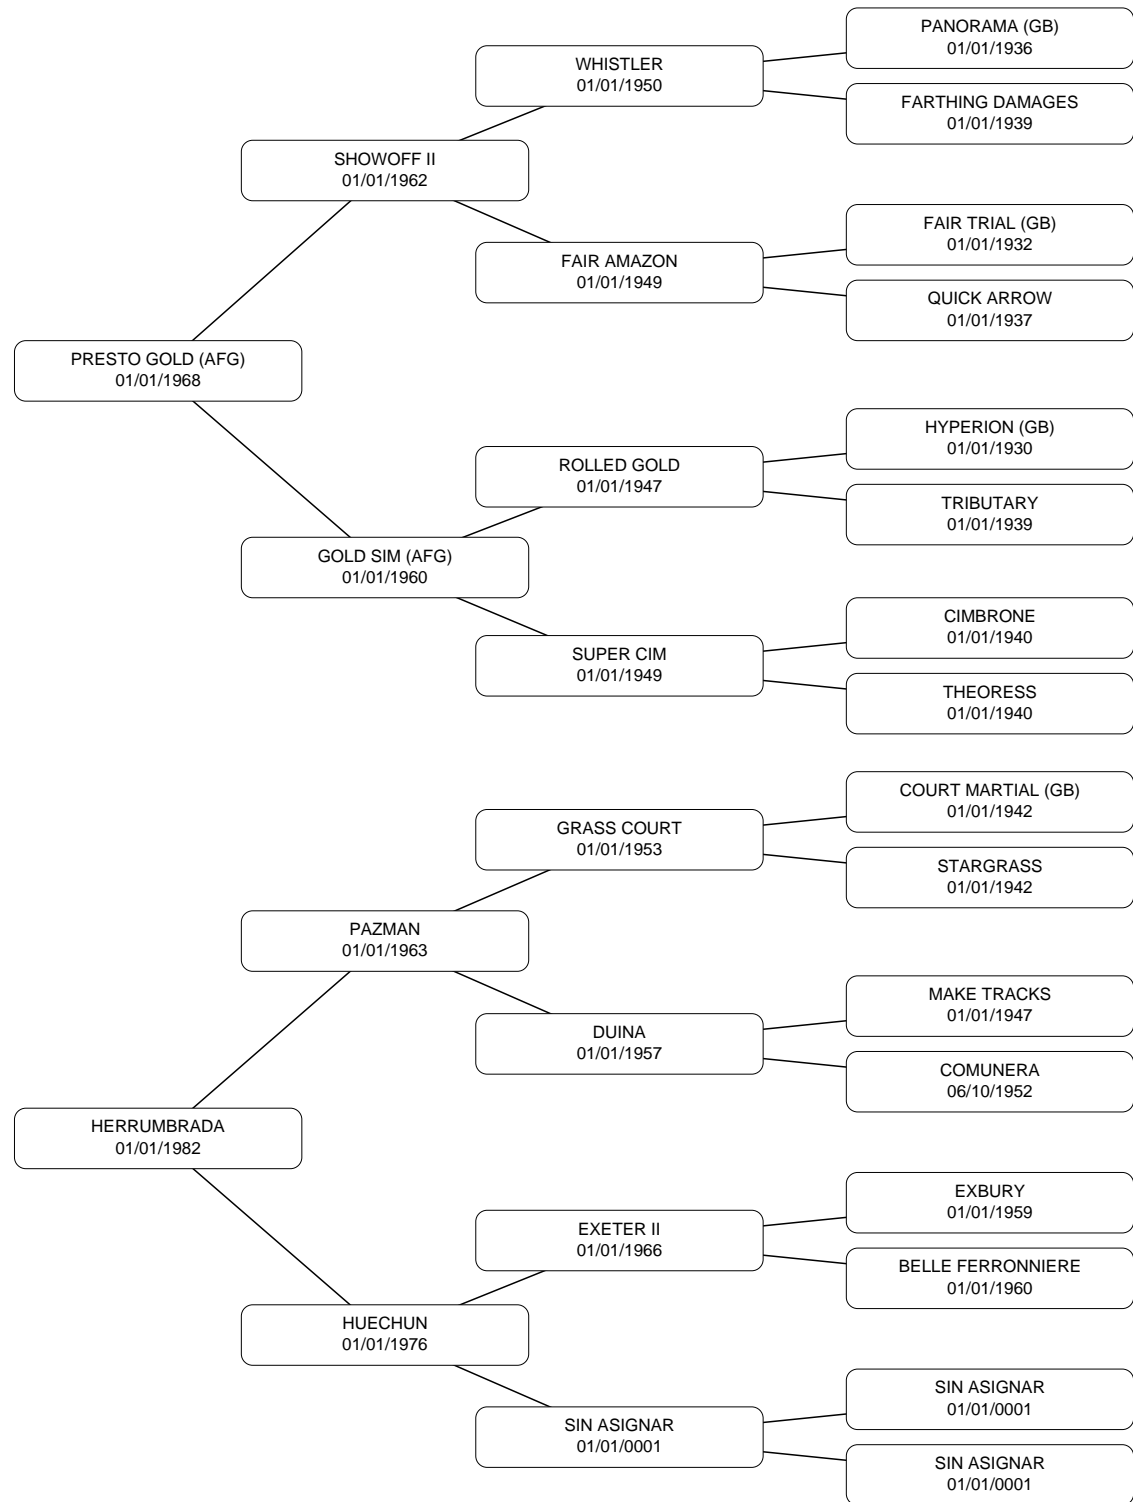 PANORAMA (GB)
01/01/1936
WHISTLER
01/01/1950
FARTHING DAMAGES
01/01/1939
SHOWOFF II
01/01/1962
FAIR TRIAL (GB)
01/01/1932
FAIR AMAZON
01/01/1949
QUICK ARROW
01/01/1937
PRESTO GOLD (AFG)
01/01/1968
HYPERION (GB)
01/01/1930
ROLLED GOLD
01/01/1947
TRIBUTARY
01/01/1939
GOLD SIM (AFG)
01/01/1960
CIMBRONE
01/01/1940
SUPER CIM
01/01/1949
THEORESS
01/01/1940
COURT MARTIAL (GB)
01/01/1942
GRASS COURT
01/01/1953
STARGRASS
01/01/1942
PAZMAN
01/01/1963
MAKE TRACKS
01/01/1947
DUINA
01/01/1957
COMUNERA
06/10/1952
HERRUMBRADA
01/01/1982
EXBURY
01/01/1959
EXETER II
01/01/1966
BELLE FERRONNIERE
01/01/1960
HUECHUN
01/01/1976
SIN ASIGNAR
01/01/0001
SIN ASIGNAR
01/01/0001
SIN ASIGNAR
01/01/0001